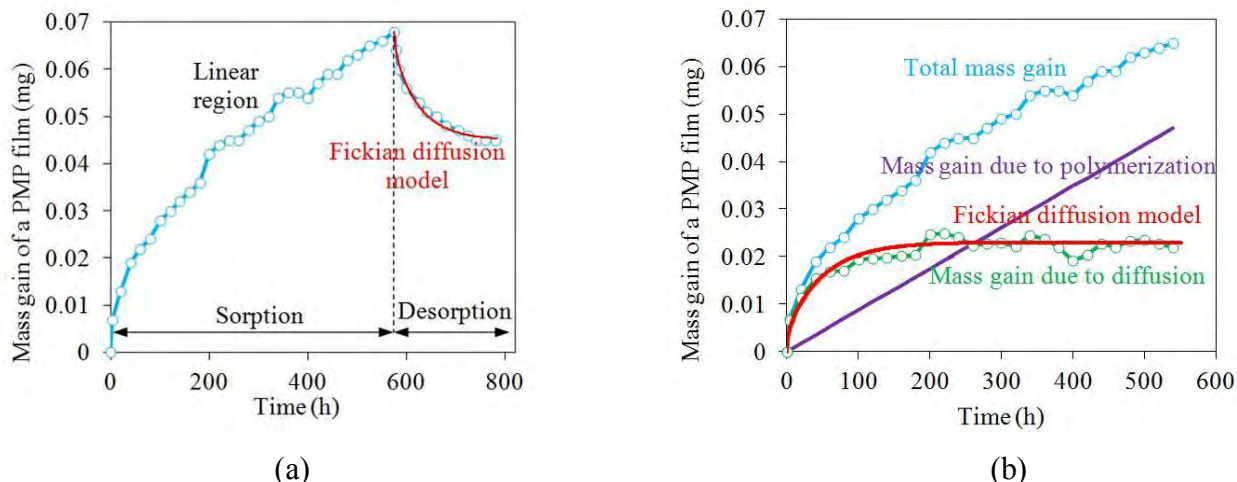 Mass gain of a PMP film (mg)
0.07
0.06
0.05
0.04
0.03
0.02
0.01
0
Linear
region
Fickian diffusion
model
Sorption
Desorption
0
200
400
600
800
Time (h)
(a)
Mass gain of a PMP film (mg)
0.07
0.06
0.05
0.04
0.03
0.02
0.01
0
Total mass gain
Mass gain due to polymerization
Fickian diffusion model
Mass gain due to diffusion
0
100
200
300
400
500
600
Time (h)
(b)